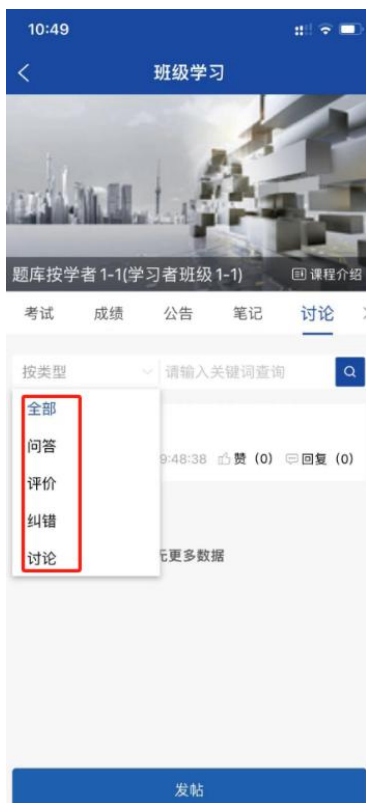 10:49
班级学习
题库按学者1-1(学习者班级1-1)
课程介绍
考试 成绩 公告 笔记 讨论
按类型 请输入关键词查询
全部
问答
9:48:38 赞 (0) 回复 (0)
评价
纠错
讨论 更多数据
发帖